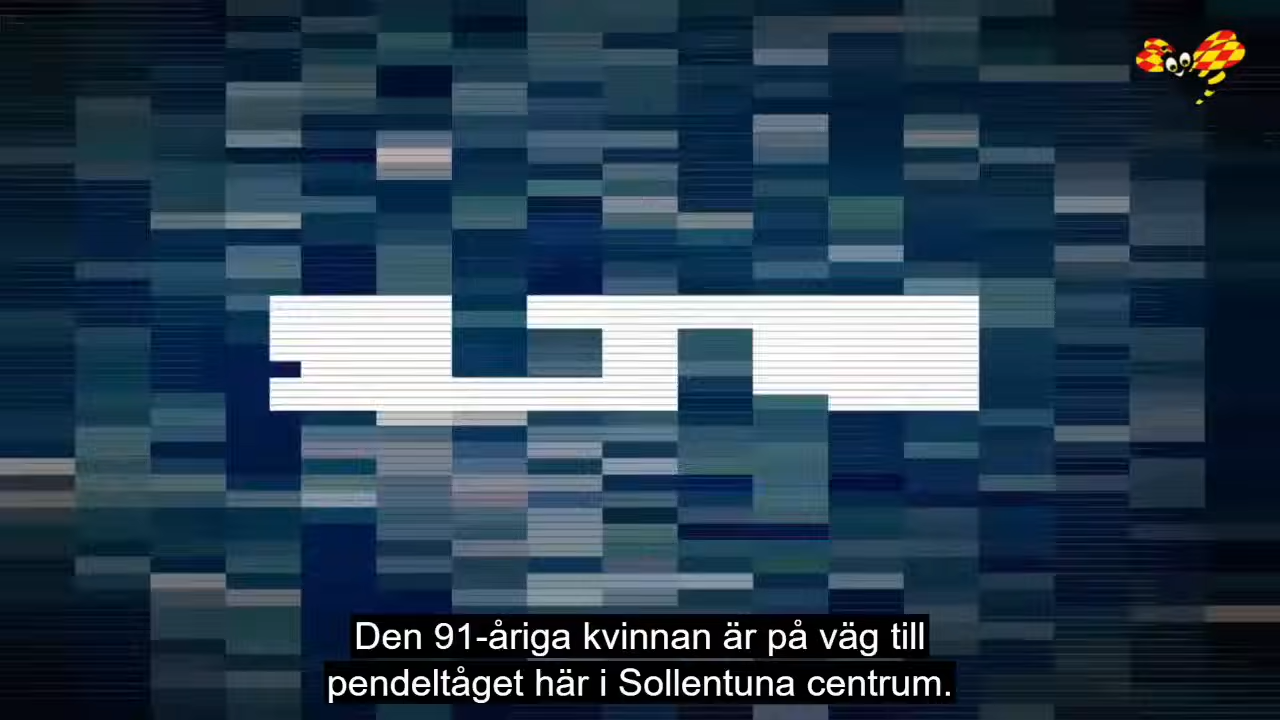 Den 91-åriga kvinnan är på väg till
pendeltåget här i Sollentuna centrum.